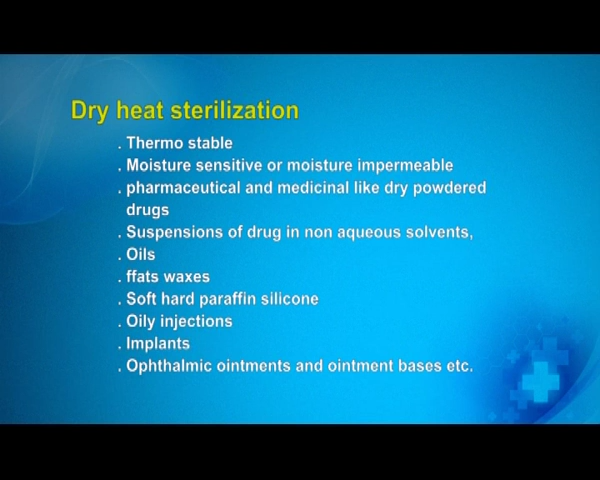 Dry heat sterilization
. Thermo stable
. Moisture sensitive or moisture impermeable
. pharmaceutical and medicinal like dry powdered
drugs
. Suspensions of drug in non aqueous solvents,
. Oils
. ffats waxes
. Soft hard paraffin silicone
. Oily injections
. Implants
. Ophthalmic ointments and ointment bases etc.